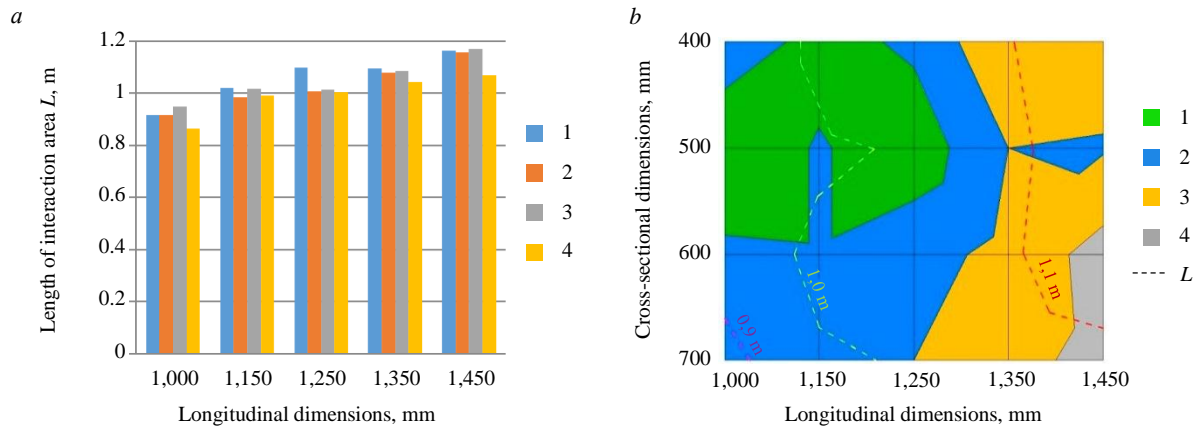 a
Length of interaction area L, m
1.2
1
0.8
0.6
0.4
0.2
0
1,000
1,150
1,250
1,350
1,450
Longitudinal dimensions, mm
1
2
3
4
b
Cross-sectional dimensions, mm
400
500
600
700
1,000
1,150
1,250
1,350
1,450
Longitudinal dimensions, mm
0,9 m
1,0 m
1,1 m
1
2
3
4
L